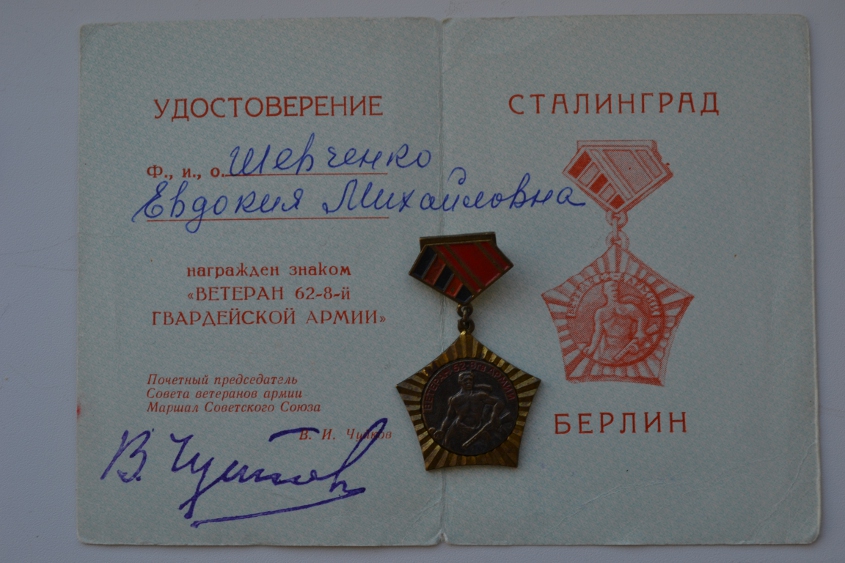 УДОСТОВЕРЕНИЕ
Ф., и., о. Шевченко
Евдокия Михайловна
награжден знаком
«ВЕТЕРАН 62-8-й
ГВАРДЕЙСКОЙ АРМИИ»
Почетный председатель
Совета ветеранов армии
Маршал Советского Союза
В. И. Чуйков
В. Чуйков
СТАЛИНГРАД
БЕРЛИН